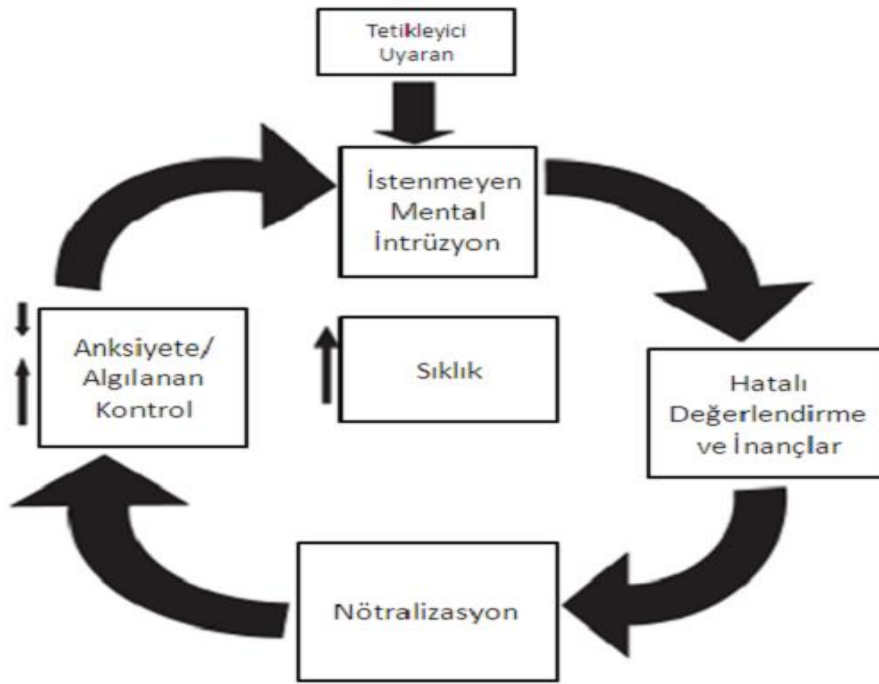 Tetikleyici
Uyaran
İstenmeyen
Mental
İntrüzyon
Anksiyete/
Algılanan
Kontrol
Sıklık
Hatalı
Değerlendirme
ve İnançlar
Nötralizasyon